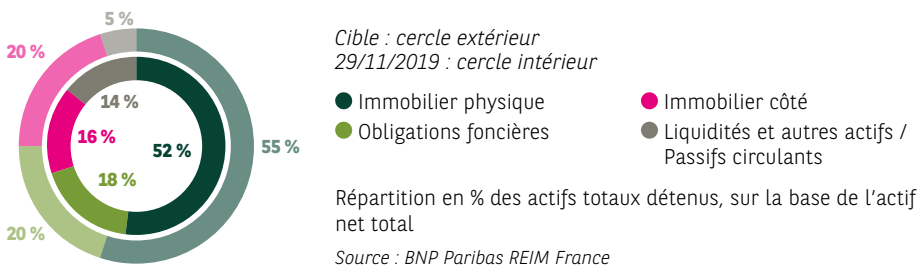 5 %
20 %
14 %
16 %
52 %
55 %
18 %
20 %
Cible : cercle extérieur
29/11/2019 : cercle intérieur
Immobilier physique
Obligations foncières
Immobilier côté
Liquidités et autres actifs /
Passifs circulants
Répartition en % des actifs totaux détenus, sur la base de l’actif
net total
Source : BNP Paribas REIM France